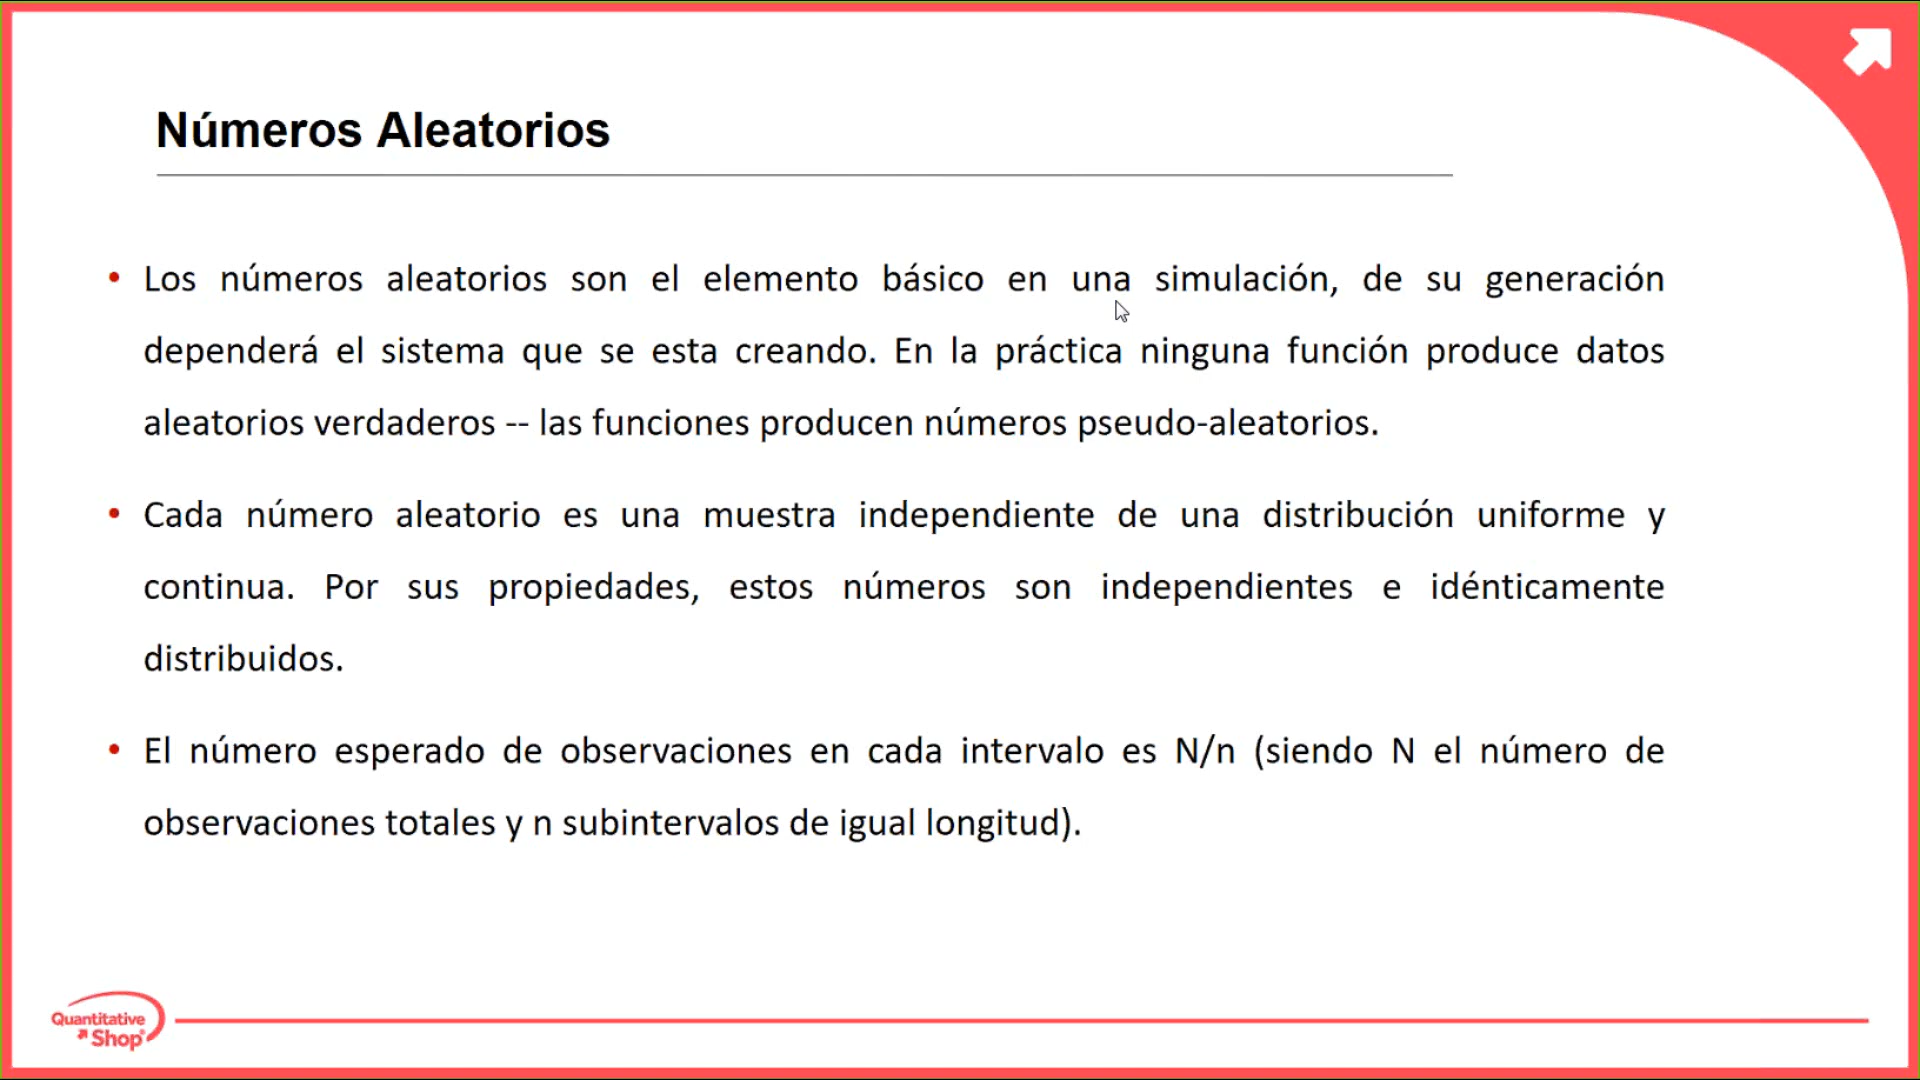 Números Aleatorios
• Los números aleatorios son el elemento básico en una simulación, de su generación
dependerá el sistema que se esta creando. En la práctica ninguna función produce datos
aleatorios verdaderos -- las funciones producen números pseudo-aleatorios.
• Cada número aleatorio es una muestra independiente de una distribución uniforme y
continua. Por sus propiedades, estos números son independientes e idénticamente
distribuidos.
• El número esperado de observaciones en cada intervalo es N/n (siendo N el número de
observaciones totales y n subintervalos de igual longitud).
Quantitative
Shop®